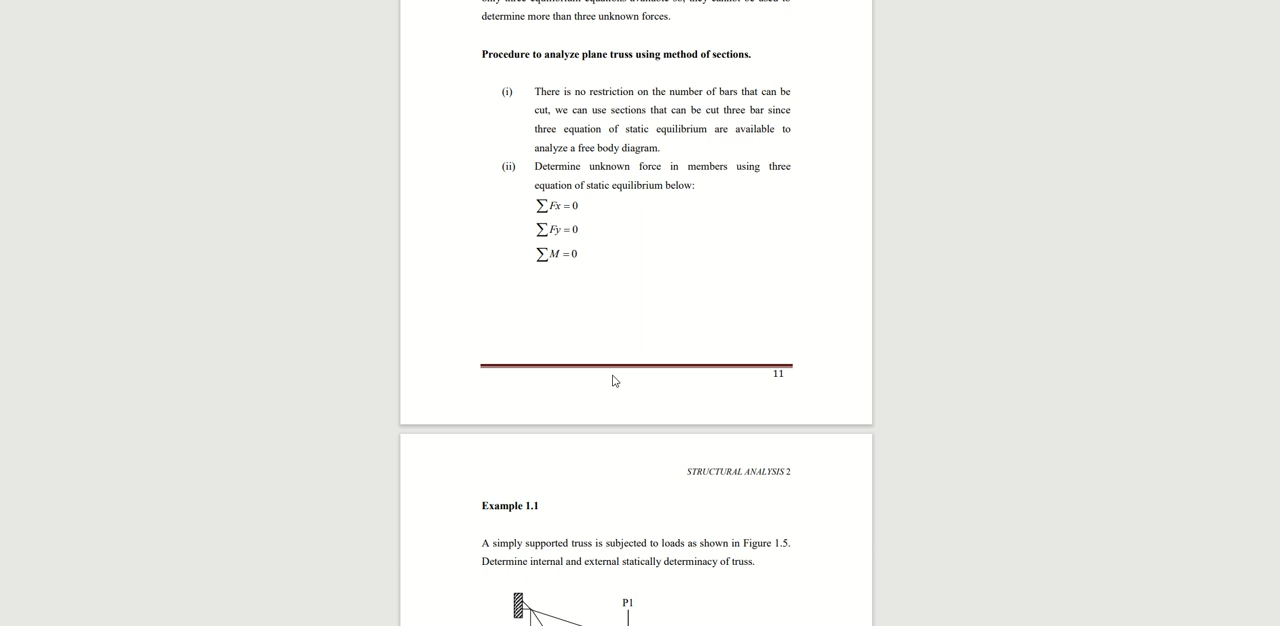 determine more than three unknown forces.
Procedure to analyze plane truss using method of sections.
(i) There is no restriction on the number of bars that can be
cut, we can use sections that can be cut three bar since
three equation of static equilibrium are available to
analyze a free body diagram.
(ii) Determine unknown force in members using three
equation of static equilibrium below:
∑Fx = 0
∑Fy = 0
∑M = 0
11
STRUCTURAL ANALYSIS 2
Example 1.1
A simply supported truss is subjected to loads as shown in Figure 1.5.
Determine internal and external statically determinacy of truss.
P1